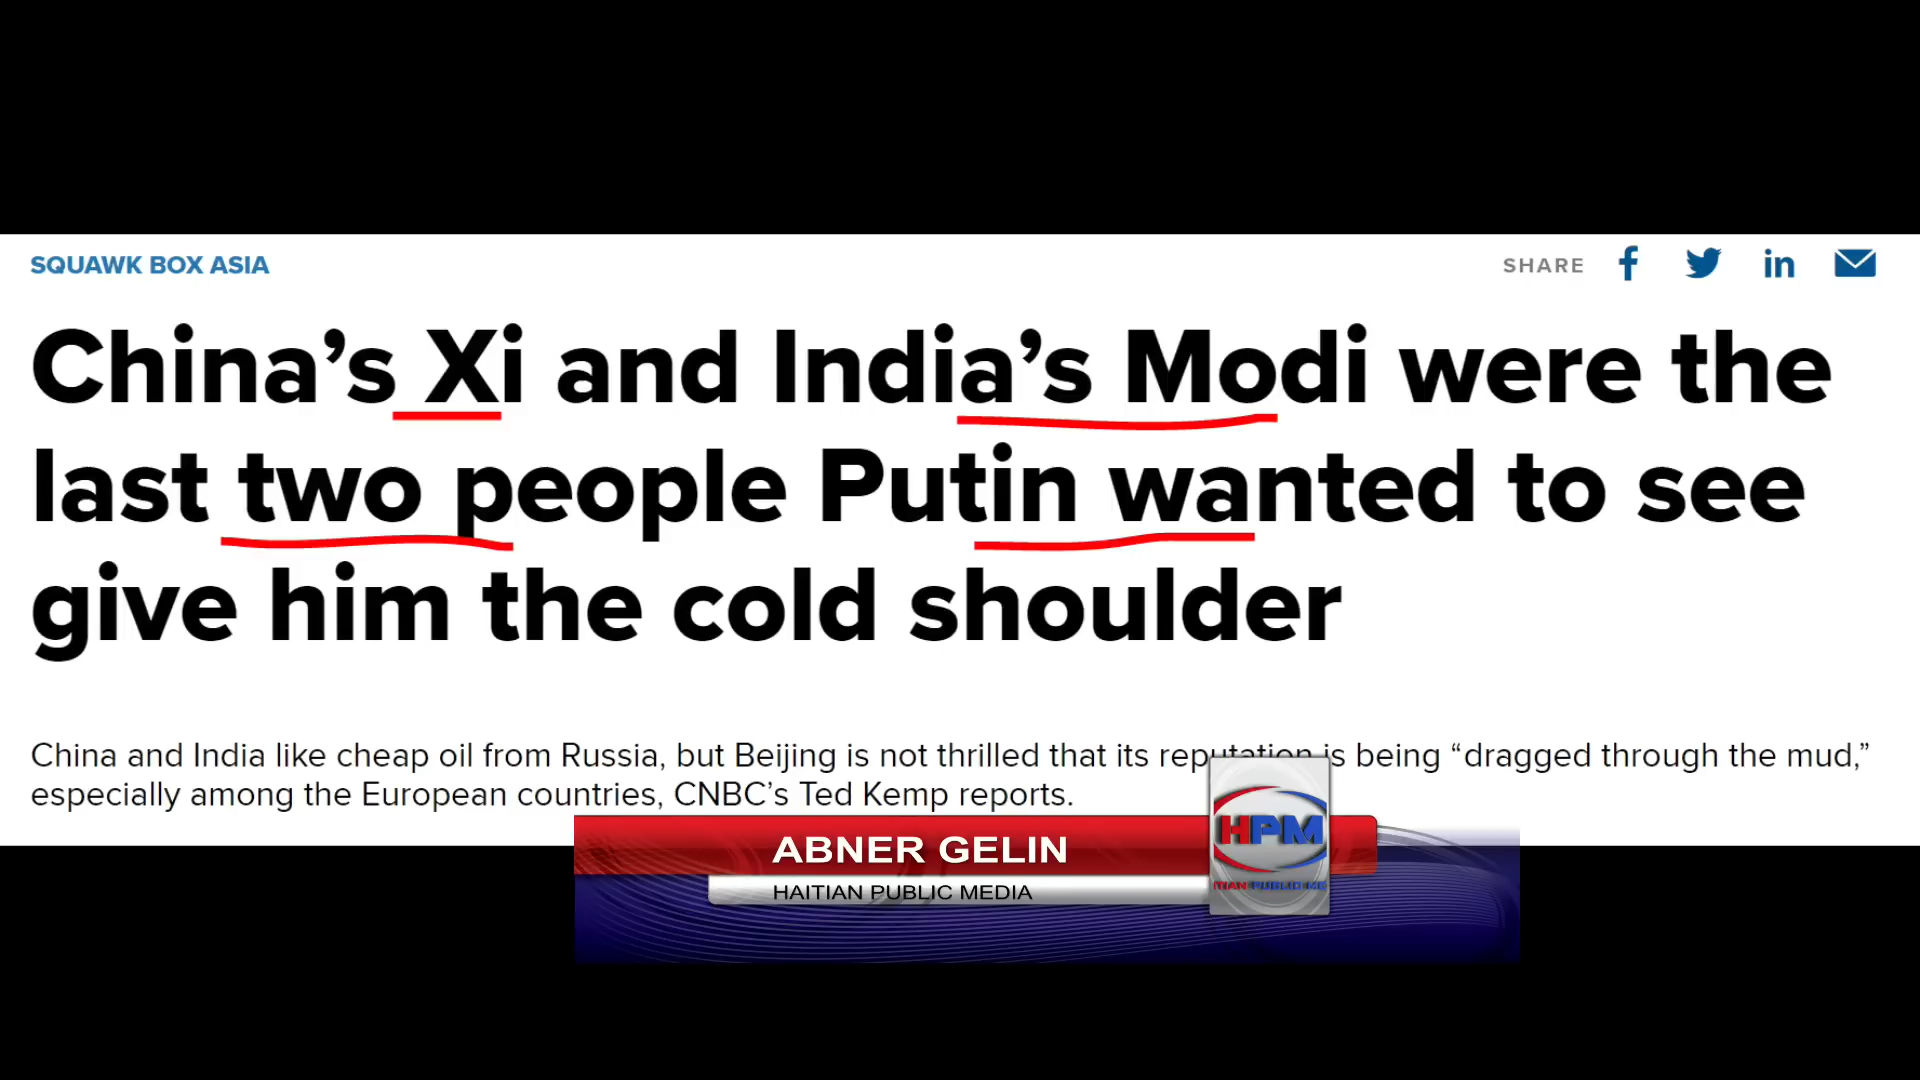 SQUAWK BOX ASIA
SHARE
China’s Xi and India’s Modi were the
last two people Putin wanted to see
give him the cold shoulder
China and India like cheap oil from Russia, but Beijing is not thrilled that its reputation is being “dragged through the mud,”
especially among the European countries, CNBC’s Ted Kemp reports.
ABNER GELIN
HAITIAN PUBLIC MEDIA
HPM